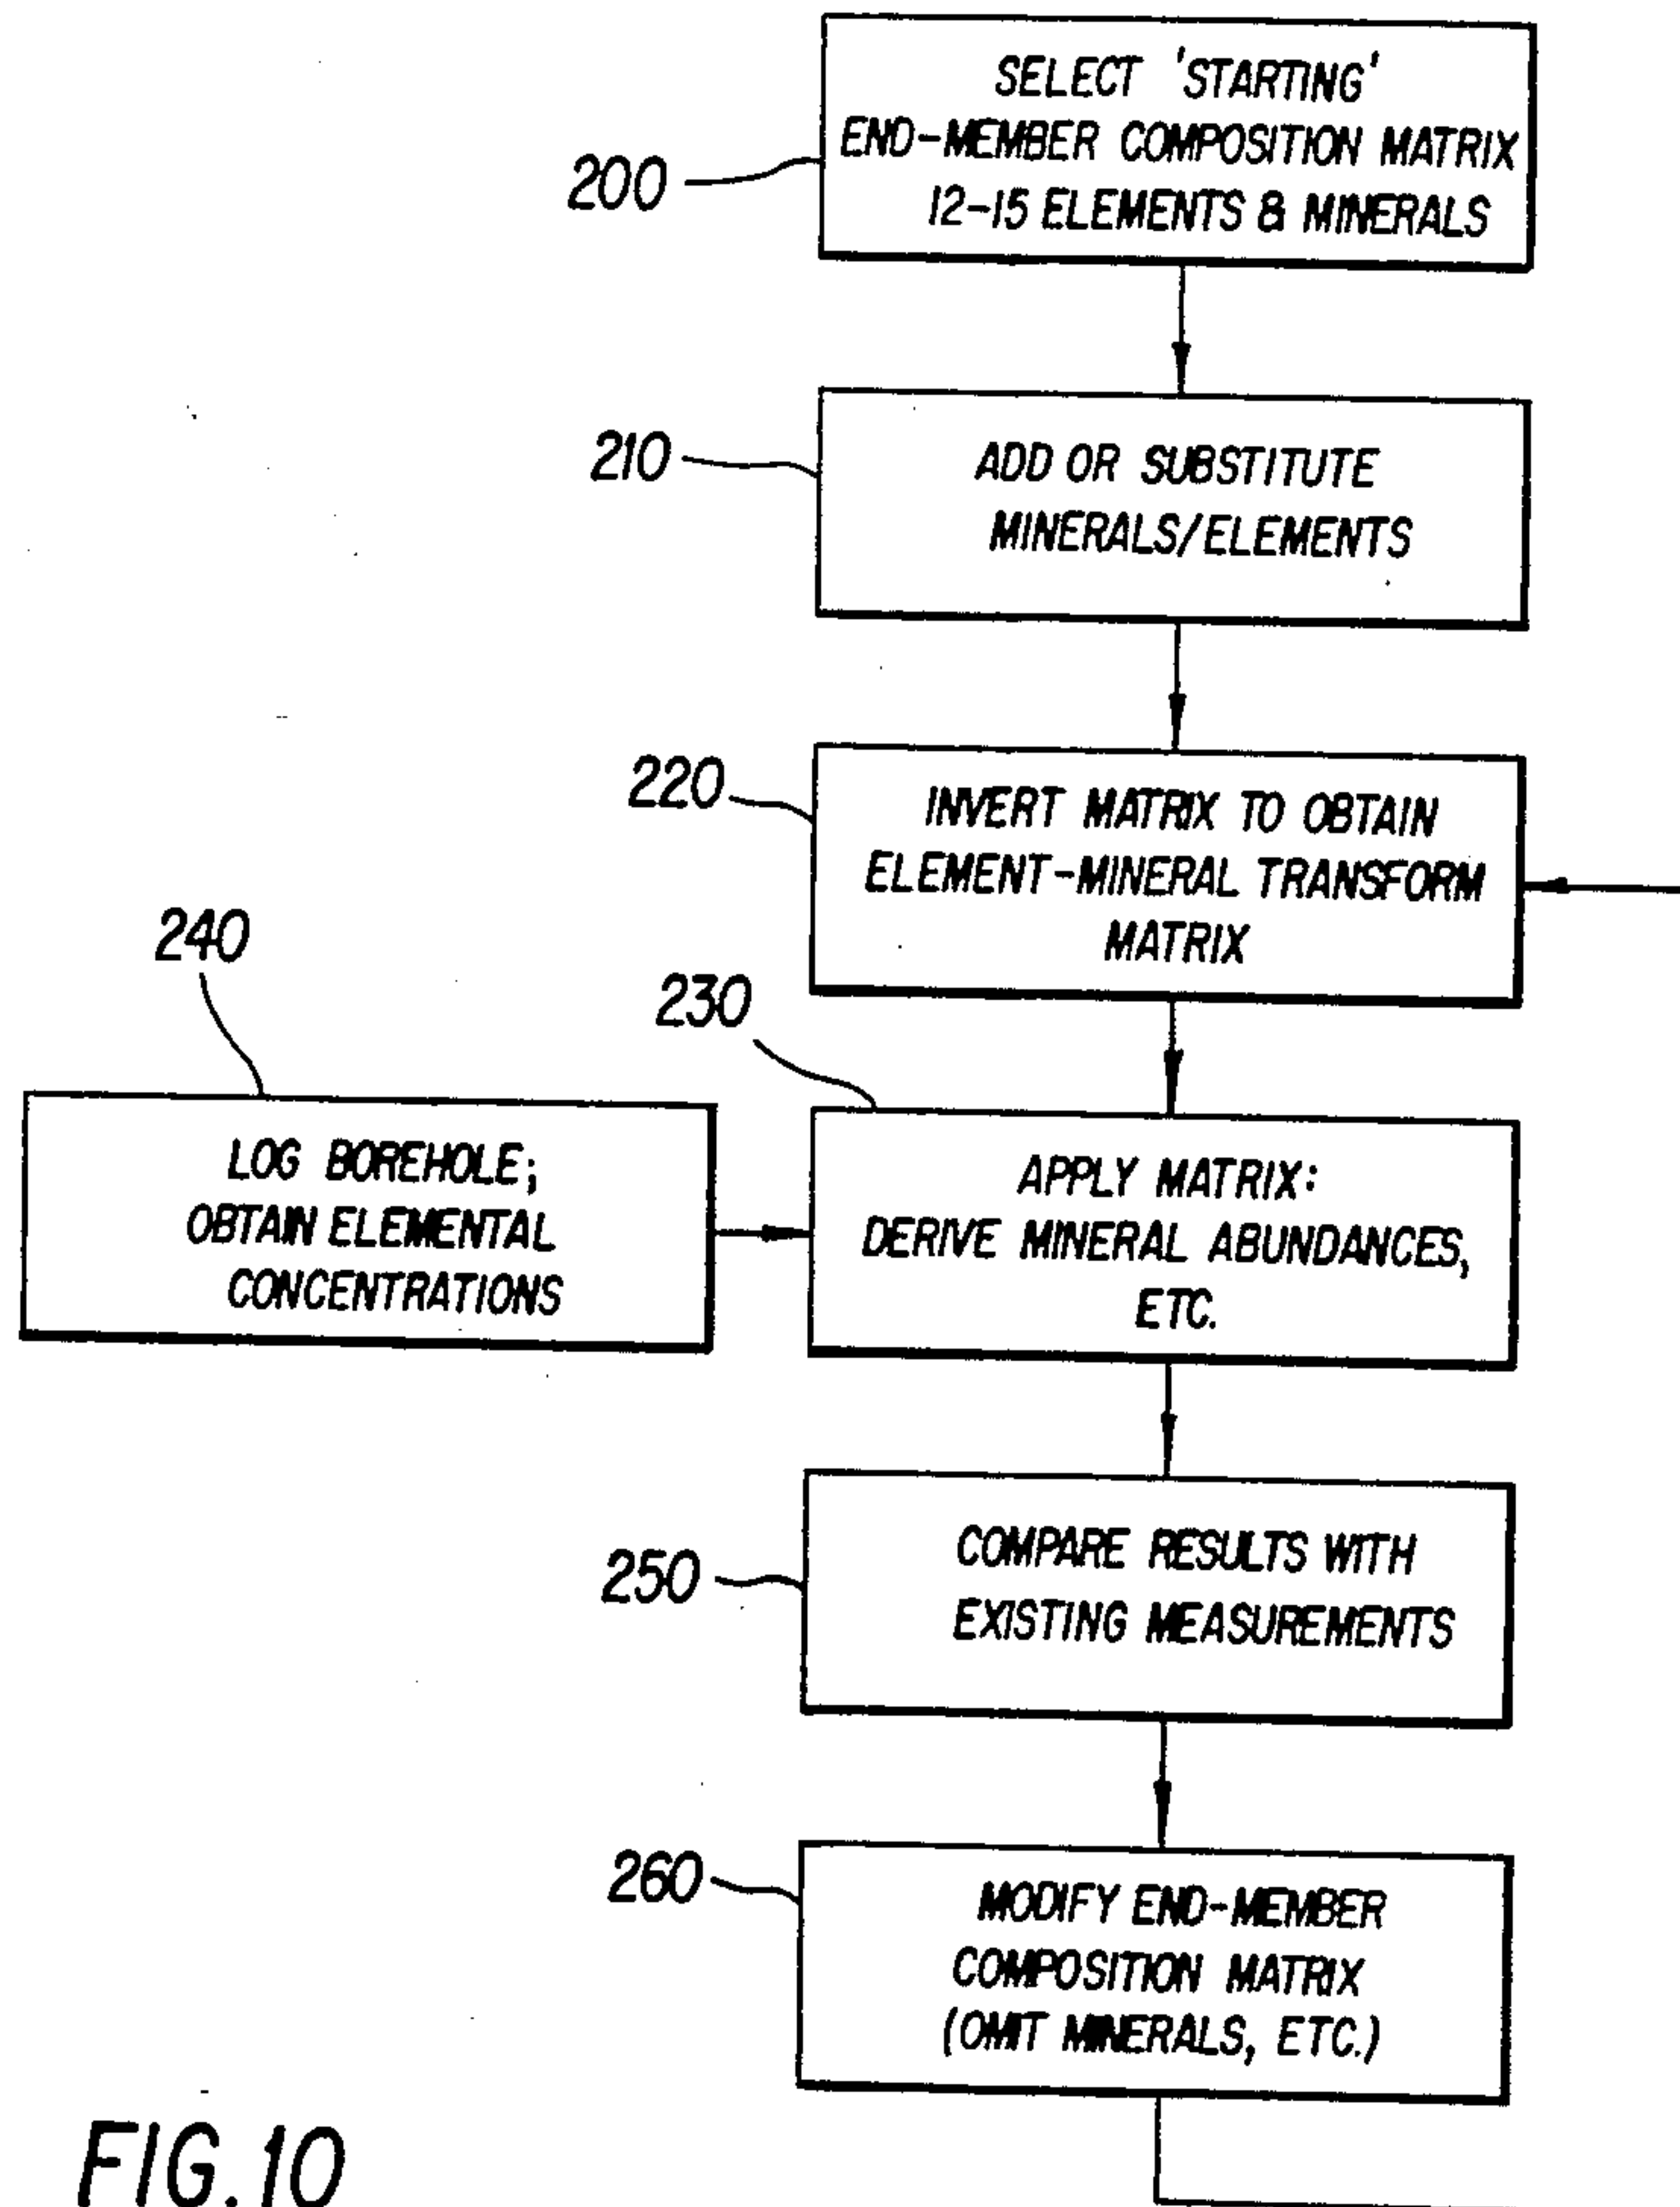 SELECT 'STARTING'
END-MEMBER COMPOSITION MATRIX
12-15 ELEMENTS & MINERALS
200
ADD OR SUBSTITUTE
MINERALS/ELEMENTS
210
INVERT MATRIX TO OBTAIN
ELEMENT-MINERAL TRANSFORM
MATRIX
220
240
230
LOG BOREHOLE;
OBTAIN ELEMENTAL
CONCENTRATIONS
APPLY MATRIX:
DERIVE MINERAL ABUNDANCES,
ETC.
COMPARE RESULTS WITH
EXISTING MEASUREMENTS
250
MODIFY END-MEMBER
COMPOSITION MATRIX
(OMIT MINERALS, ETC.)
260
FIG.10